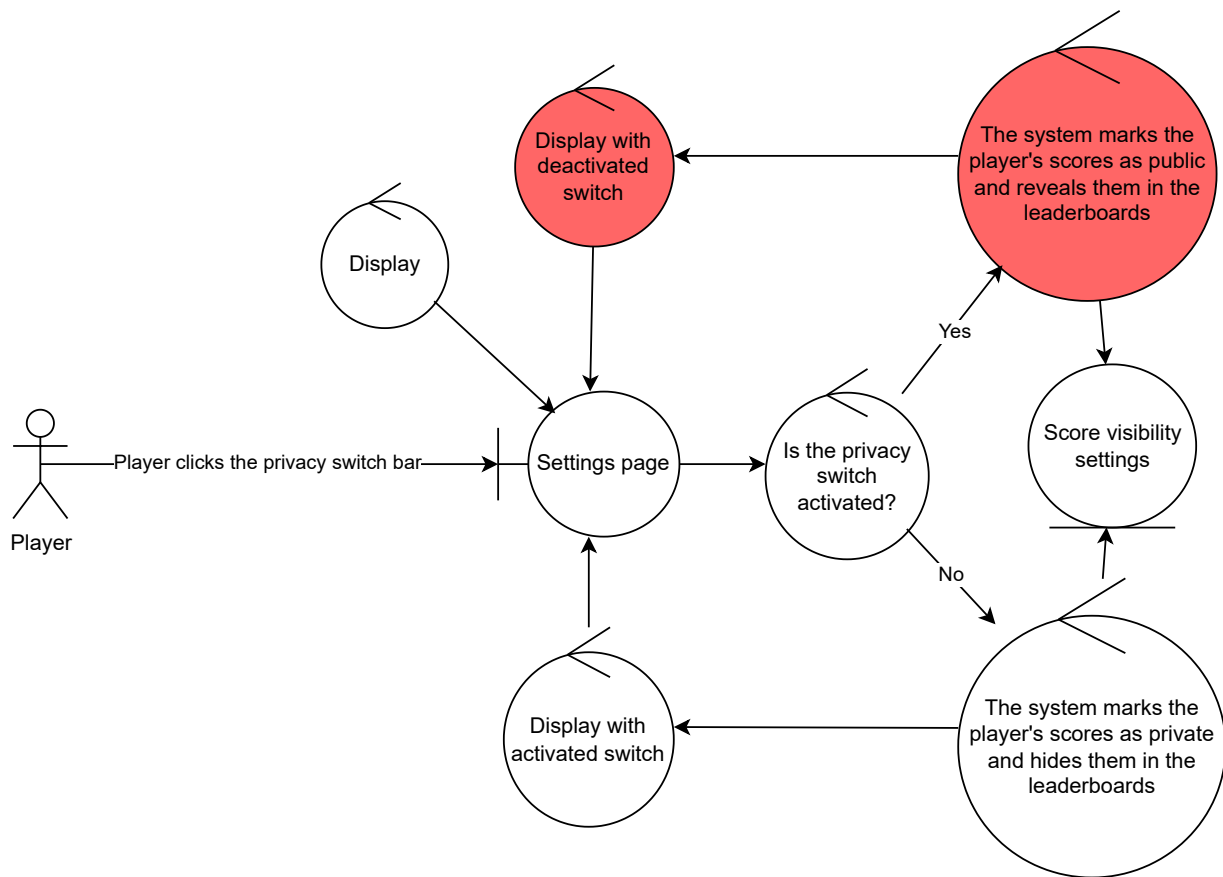 Display with
deactivated
switch
The system marks the
player's scores as public
and reveals them in the
leaderboards
Display
Yes
Player clicks the privacy switch bar
Settings page
Is the privacy
switch
activated?
Score visibility
settings
Player
No
Display with
activated switch
The system marks the
player's scores as private
and hides them in the
leaderboards